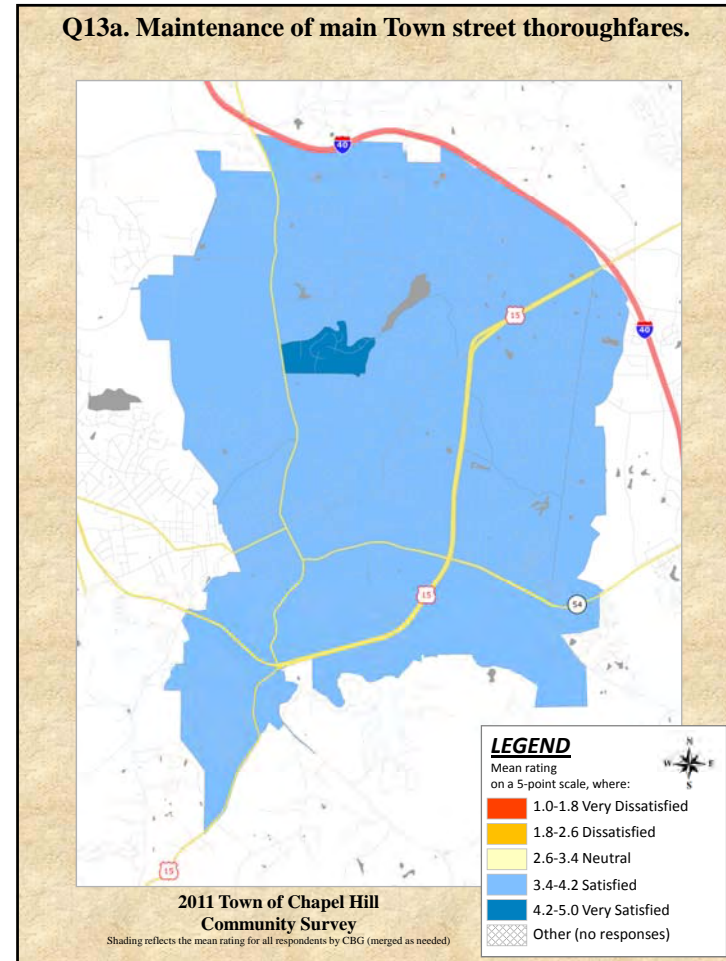 Q13a. Maintenance of main Town street thoroughfares.
40
15
40
15
54
15
LEGEND
Mean rating
on a 5-point scale, where:
1.0-1.8 Very Dissatisfied
1.8-2.6 Dissatisfied
2.6-3.4 Neutral
3.4-4.2 Satisfied
4.2-5.0 Very Satisfied
Other (no responses)
N
W E
S
2011 Town of Chapel Hill
Community Survey
Shading reflects the mean rating for all respondents by CBG (merged as needed)